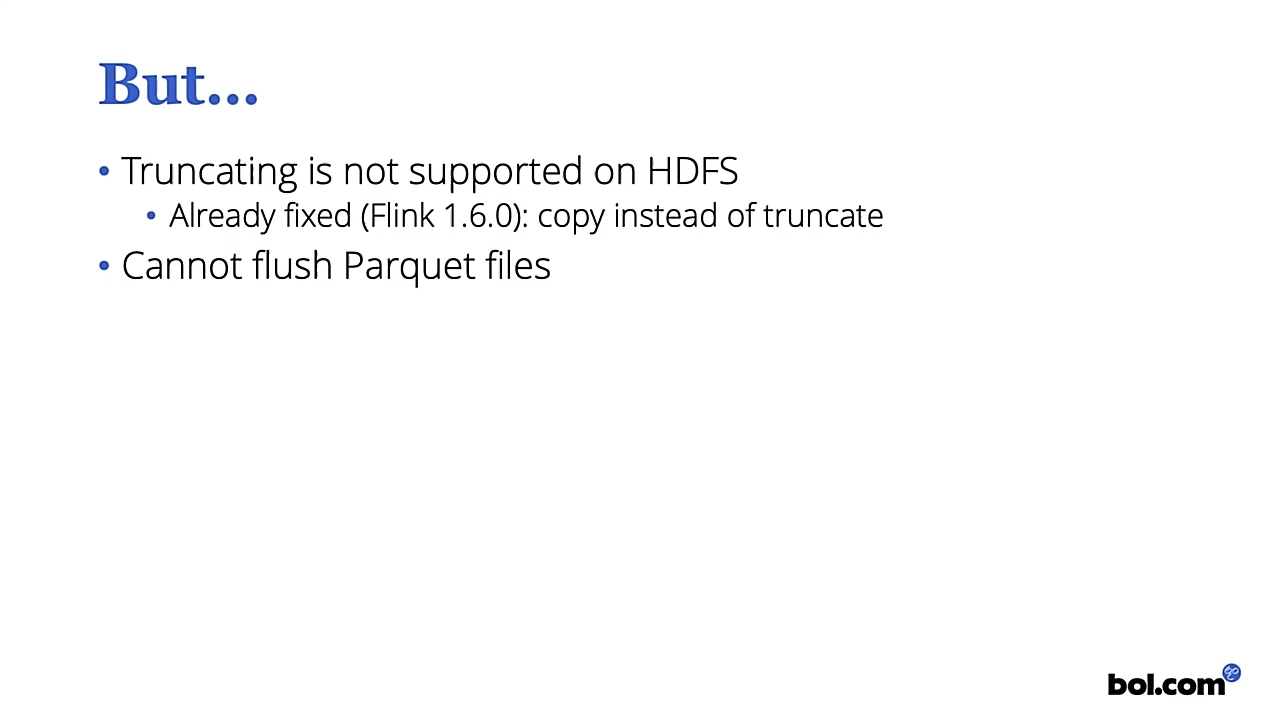 But...
• Truncating is not supported on HDFS
• Already fixed (Flink 1.6.0): copy instead of truncate
• Cannot flush Parquet files
bol.com